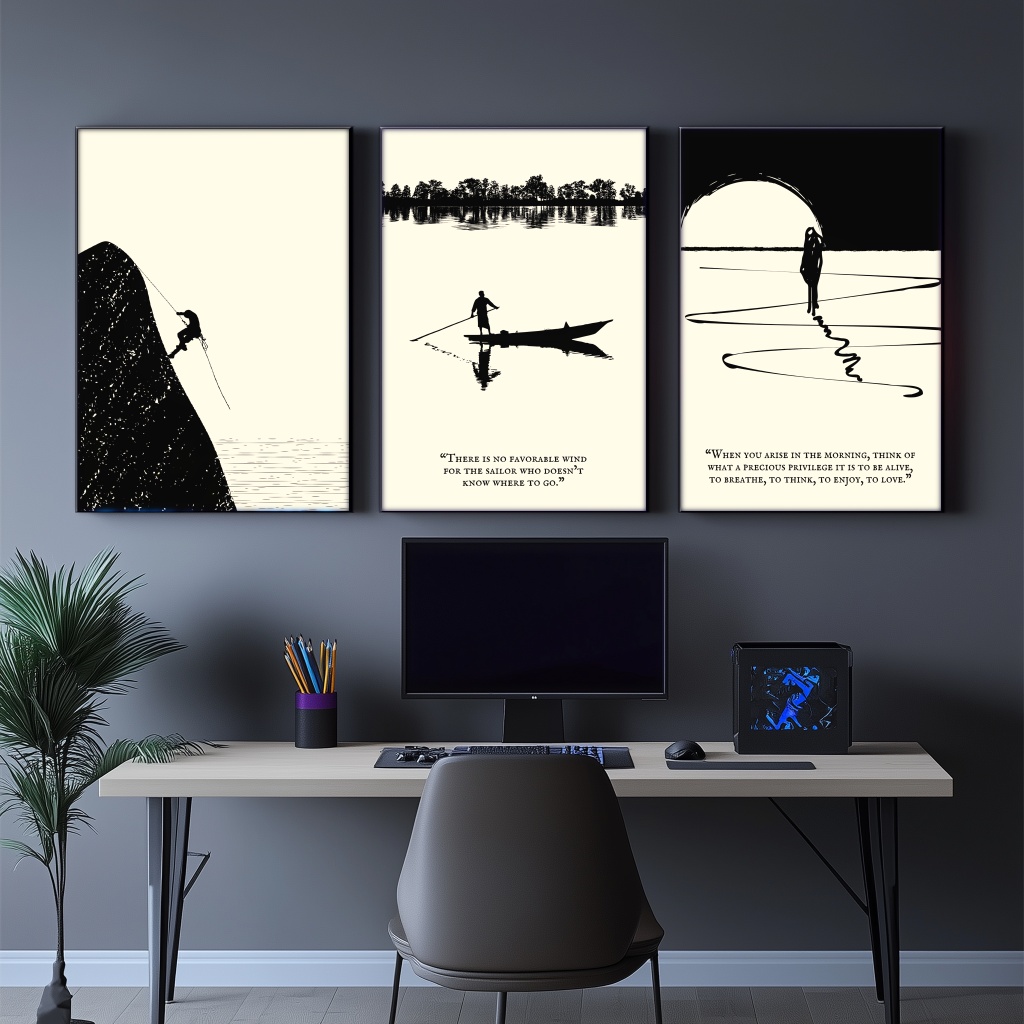 “There is no favorable wind
for the sailor who doesn’t
know where to go.”
“When you arise in the morning, think of
what a precious privilege it is to be alive,
to breathe, to think, to enjoy, to love.”